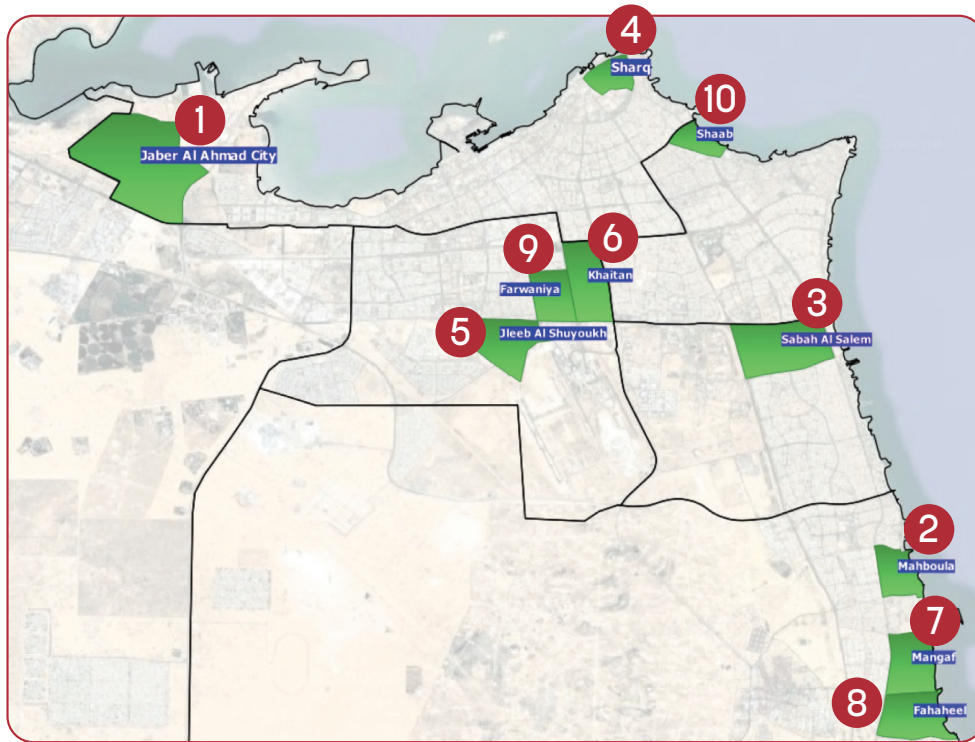 4
Sharq
10
Shaab
1
Jaber Al Ahmad City
9
Farwaniya
6
Khaitan
5
Jleeb Al Shuyoukh
3
Sabah Al Salem
2
Mahboula
7
Mangaf
8
Fahaheel